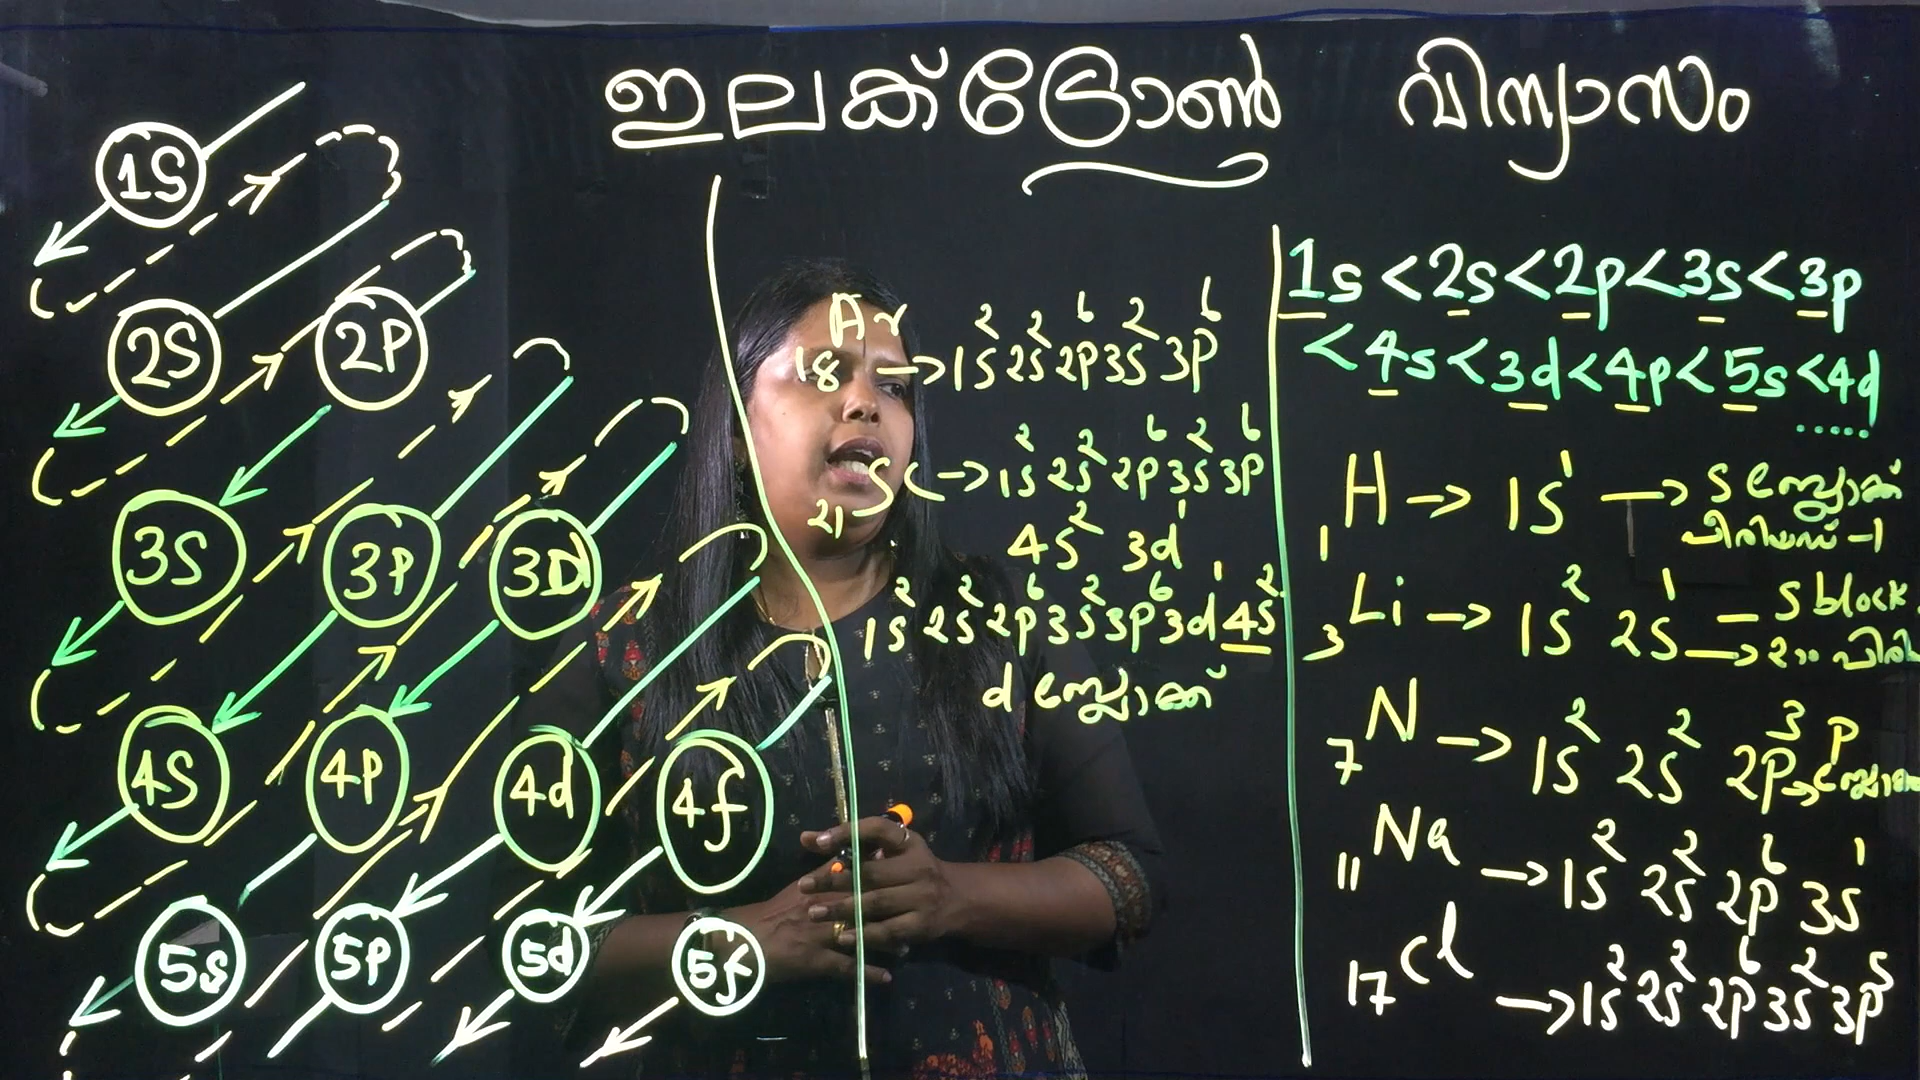 ഇലക്ട്രോൺ വിന്യാസം
1S
2S 2P
3S 3P 3D
4S 4P 4d 4f
5s 5p 5d 5f
₁₈Ar → 1s² 2s² 2p⁶ 3s² 3p⁶
₂₁Sc → 1s² 2s² 2p⁶ 3s² 3p⁶
4s² 3d¹
1s² 2s² 2p⁶ 3s² 3p⁶ 3d¹ 4s²
d ബ്ലോക്ക്
1s < 2s < 2p < 3s < 3p
< 4s < 3d < 4p < 5s < 4d
.....
₁H → 1s¹ → s ബ്ലോക്ക്
പിരിയഡ് -1
₃Li → 1s² 2s¹ – S block
→ 2
₇N → 1s² 2s² 2p³ P
→ ബ്ലോക്ക്
₁₁Na → 1s² 2s² 2p⁶ 3s¹
₁₇Cl
→ 1s² 2s² 2p⁶ 3s² 3p⁵